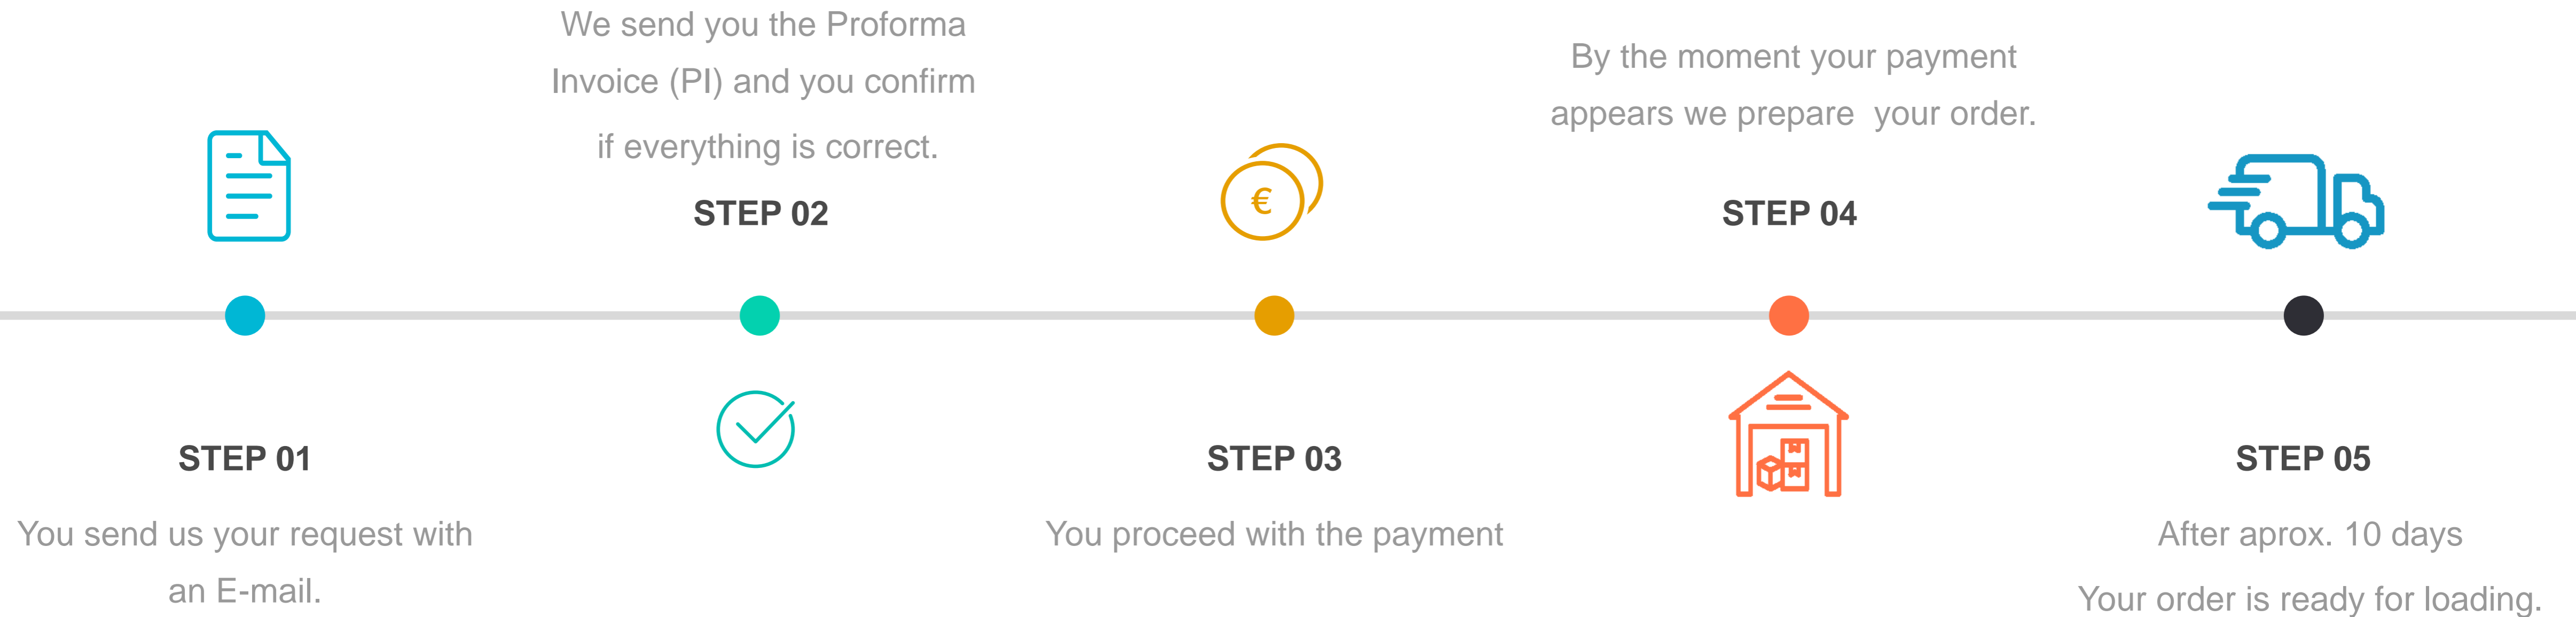 You send us your request with
an E-mail.
STEP 01
We send you the Proforma
Invoice (PI) and you confirm
if everything is correct.
STEP 02
€
STEP 03
You proceed with the payment
By the moment your payment
appears we prepare  your order.
STEP 04
STEP 05
After aprox. 10 days
Your order is ready for loading.